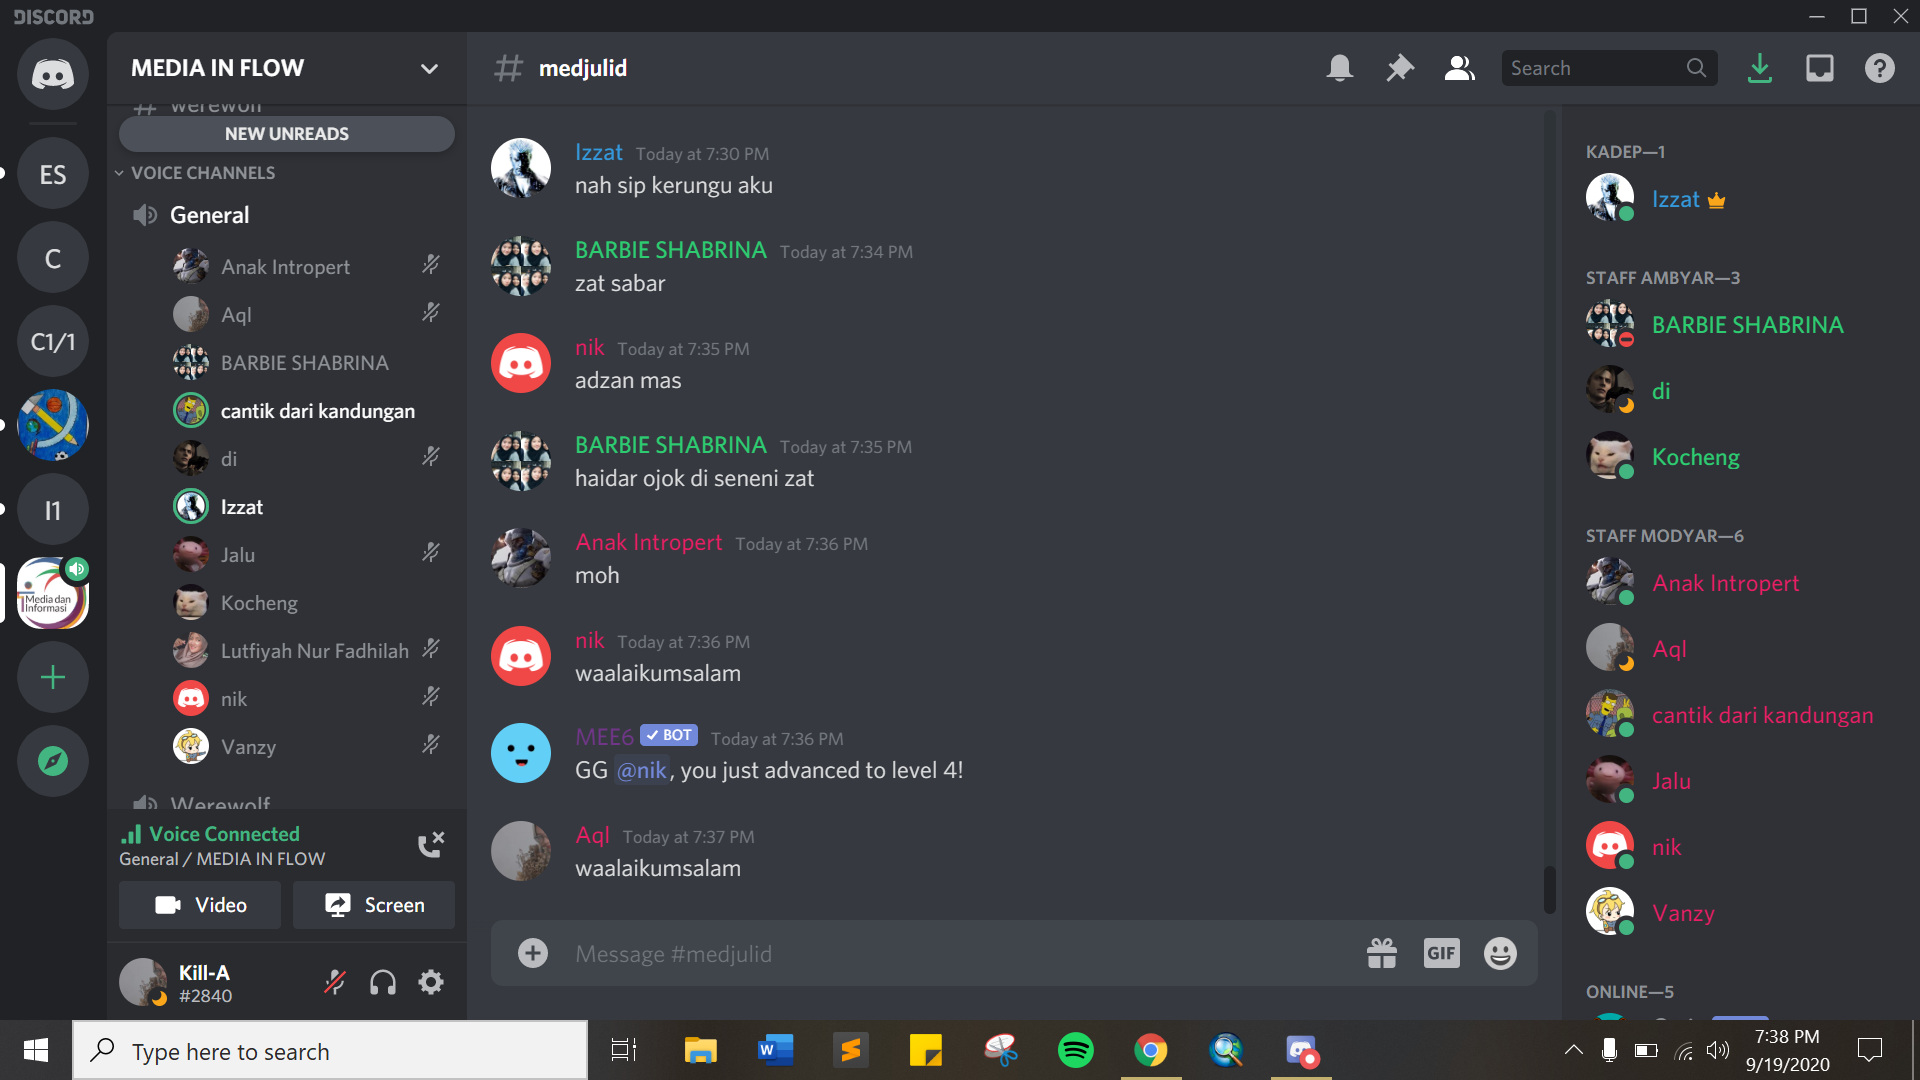 DISCORD
ES
C
C1/1
I1
Media dan
Informasi
MEDIA IN FLOW
werewolf
NEW UNREADS
VOICE CHANNELS
General
Anak Intropert
Aql
BARBIE SHABRINA
cantik dari kandungan
di
Izzat
Jalu
Kocheng
Lutfiyah Nur Fadhilah
nik
Vanzy
Werewolf
Voice Connected
General / MEDIA IN FLOW
Video
Screen
Kill-A
#2840
medjulid
Search
Izzat Today at 7:30 PM
nah sip kerungu aku
BARBIE SHABRINA Today at 7:34 PM
zat sabar
nik Today at 7:35 PM
adzan mas
BARBIE SHABRINA Today at 7:35 PM
haidar ojok di seneni zat
Anak Intropert Today at 7:36 PM
moh
nik Today at 7:36 PM
waalaikumsalam
MEE6 BOT Today at 7:36 PM
GG @nik, you just advanced to level 4!
Aql Today at 7:37 PM
waalaikumsalam
Message #medjulid
GIF
KADEP—1
Izzat
STAFF AMBYAR—3
BARBIE SHABRINA
di
Kocheng
STAFF MODYAR—6
Anak Intropert
Aql
cantik dari kandungan
Jalu
nik
Vanzy
ONLINE—5
Type here to search
7:38 PM
9/19/2020